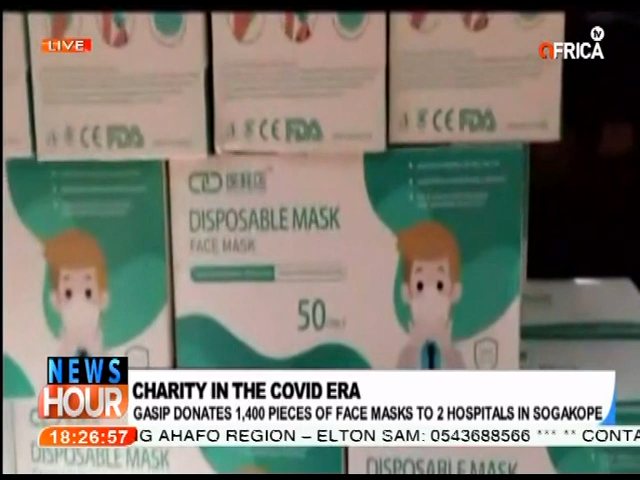 LIVE
tv
AFRICA
CE FDA
CE FDA
CE FDA
DISPOSABLE MASK
FACE MASK
50
NEWS
HOUR
CHARITY IN THE COVID ERA
GASIP DONATES 1,400 PIECES OF FACE MASKS TO 2 HOSPITALS IN SOGAKOPE
18:26:57
NG AHAFO REGION – ELTON SAM: 0543688566 *** ** CONTA
DISPOSABLE MASK
DISPOSABLE MASK